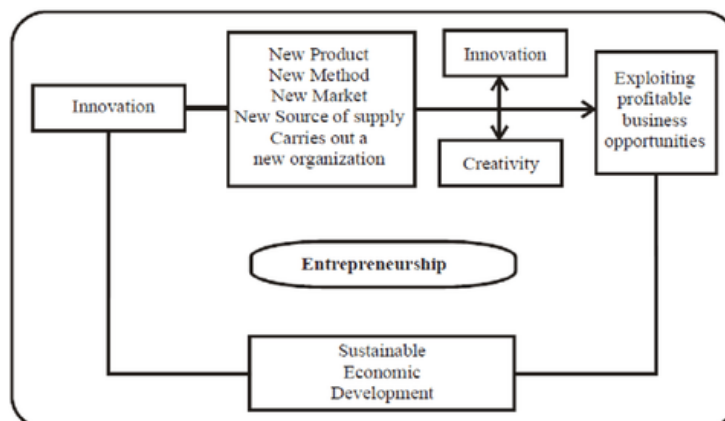 Innovation
New Product
New Method
New Market
New Source of supply
Carries out a
new organization
Innovation
Creativity
Exploiting
profitable
business
opportunities
Entrepreneurship
Sustainable
Economic
Development